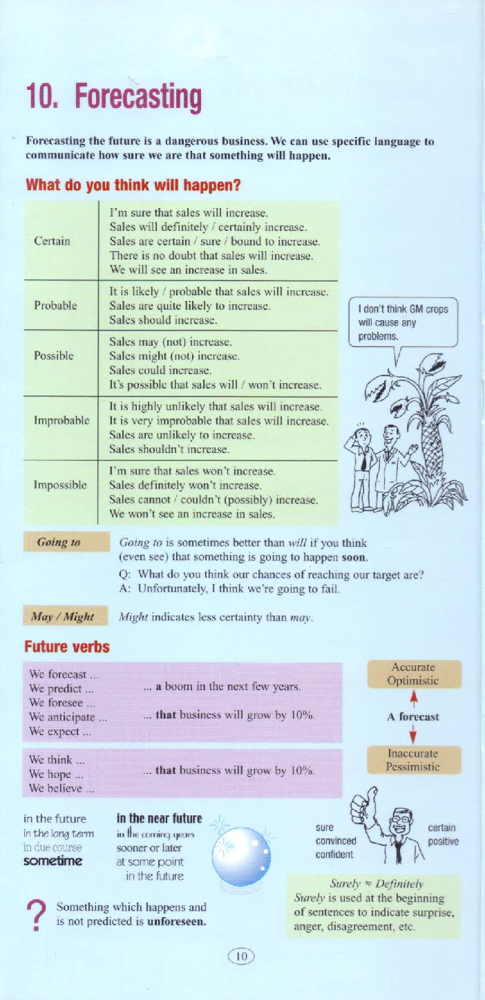 10. Forecasting
Forecasting the future is a dangerous business. We can use specific language to
communicate how sure we are that something will happen.
What do you think will happen?
Certain
I'm sure that sales will increase.
Sales will definitely / certainly increase.
Sales are certain / sure / bound to increase.
There is no doubt that sales will increase.
We will see an increase in sales.
Probable
It is likely / probable that sales will increase.
Sales are quite likely to increase.
Sales should increase.
Possible
Sales may (not) increase.
Sales might (not) increase.
Sales could increase.
It's possible that sales will / won't increase.
Improbable
It is highly unlikely that sales will increase.
It is very improbable that sales will increase.
Sales are unlikely to increase.
Sales shouldn't increase.
Impossible
I'm sure that sales won't increase.
Sales definitely won't increase.
Sales cannot / couldn't (possibly) increase.
We won't see an increase in sales.
I don't think GM crops
will cause any
problems.
Going to
Going to is sometimes better than will if you think
(even see) that something is going to happen soon.
Q: What do you think our chances of reaching our target are?
A: Unfortunately, I think we're going to fail.
May / Might
Might indicates less certainty than may.
Future verbs
We forecast ...
We predict ...
We foresee ...
We anticipate ...
We expect ...
... a boom in the next few years.
... that business will grow by 10%.
We think ...
We hope ...
We believe ...
... that business will grow by 10%.
Accurate
Optimistic
A forecast
Inaccurate
Pessimistic
in the future
in the long term
in due course
sometime
in the near future
in the coming years
sooner or later
at some point
in the future
sure
convinced
confident
certain
positive
? Something which happens and
is not predicted is unforeseen.
Surely ≒ Definitely
Surely is used at the beginning
of sentences to indicate surprise,
anger, disagreement, etc.
10